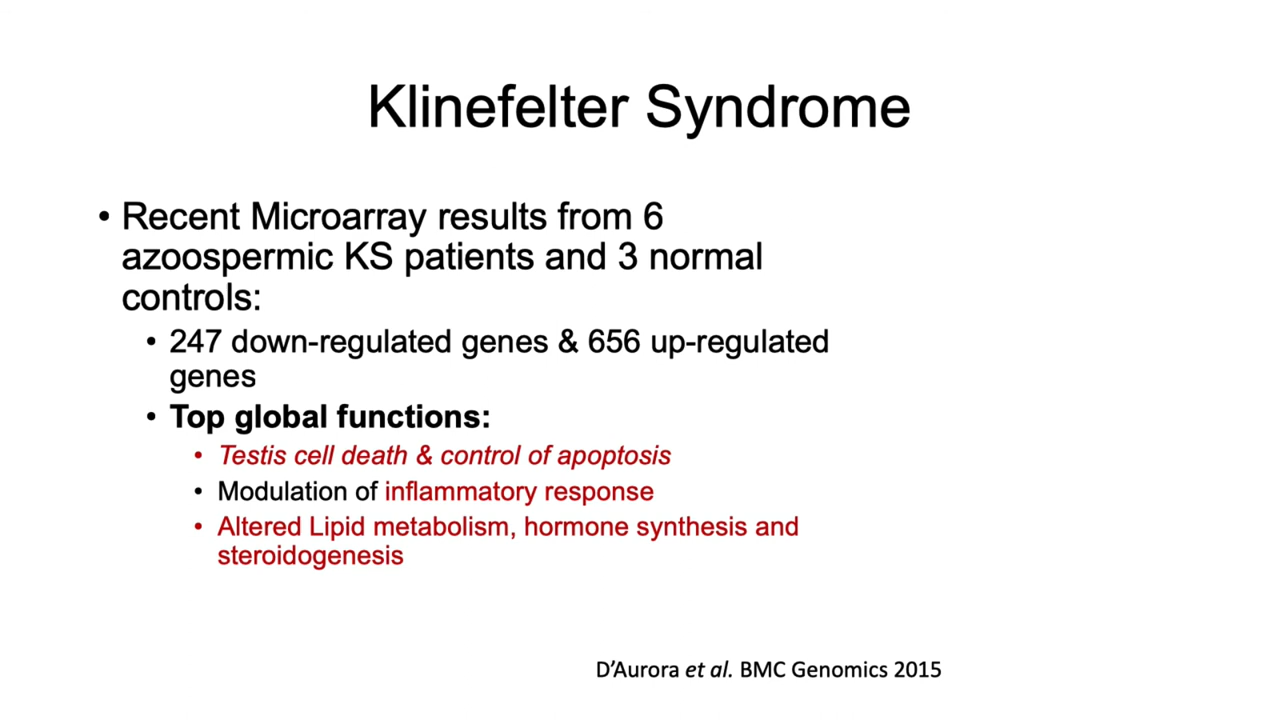 Klinefelter Syndrome
• Recent Microarray results from 6
azoospermic KS patients and 3 normal
controls:
• 247 down-regulated genes & 656 up-regulated
genes
• Top global functions:
• Testis cell death & control of apoptosis
• Modulation of inflammatory response
• Altered Lipid metabolism, hormone synthesis and
steroidogenesis
D’Aurora et al. BMC Genomics 2015